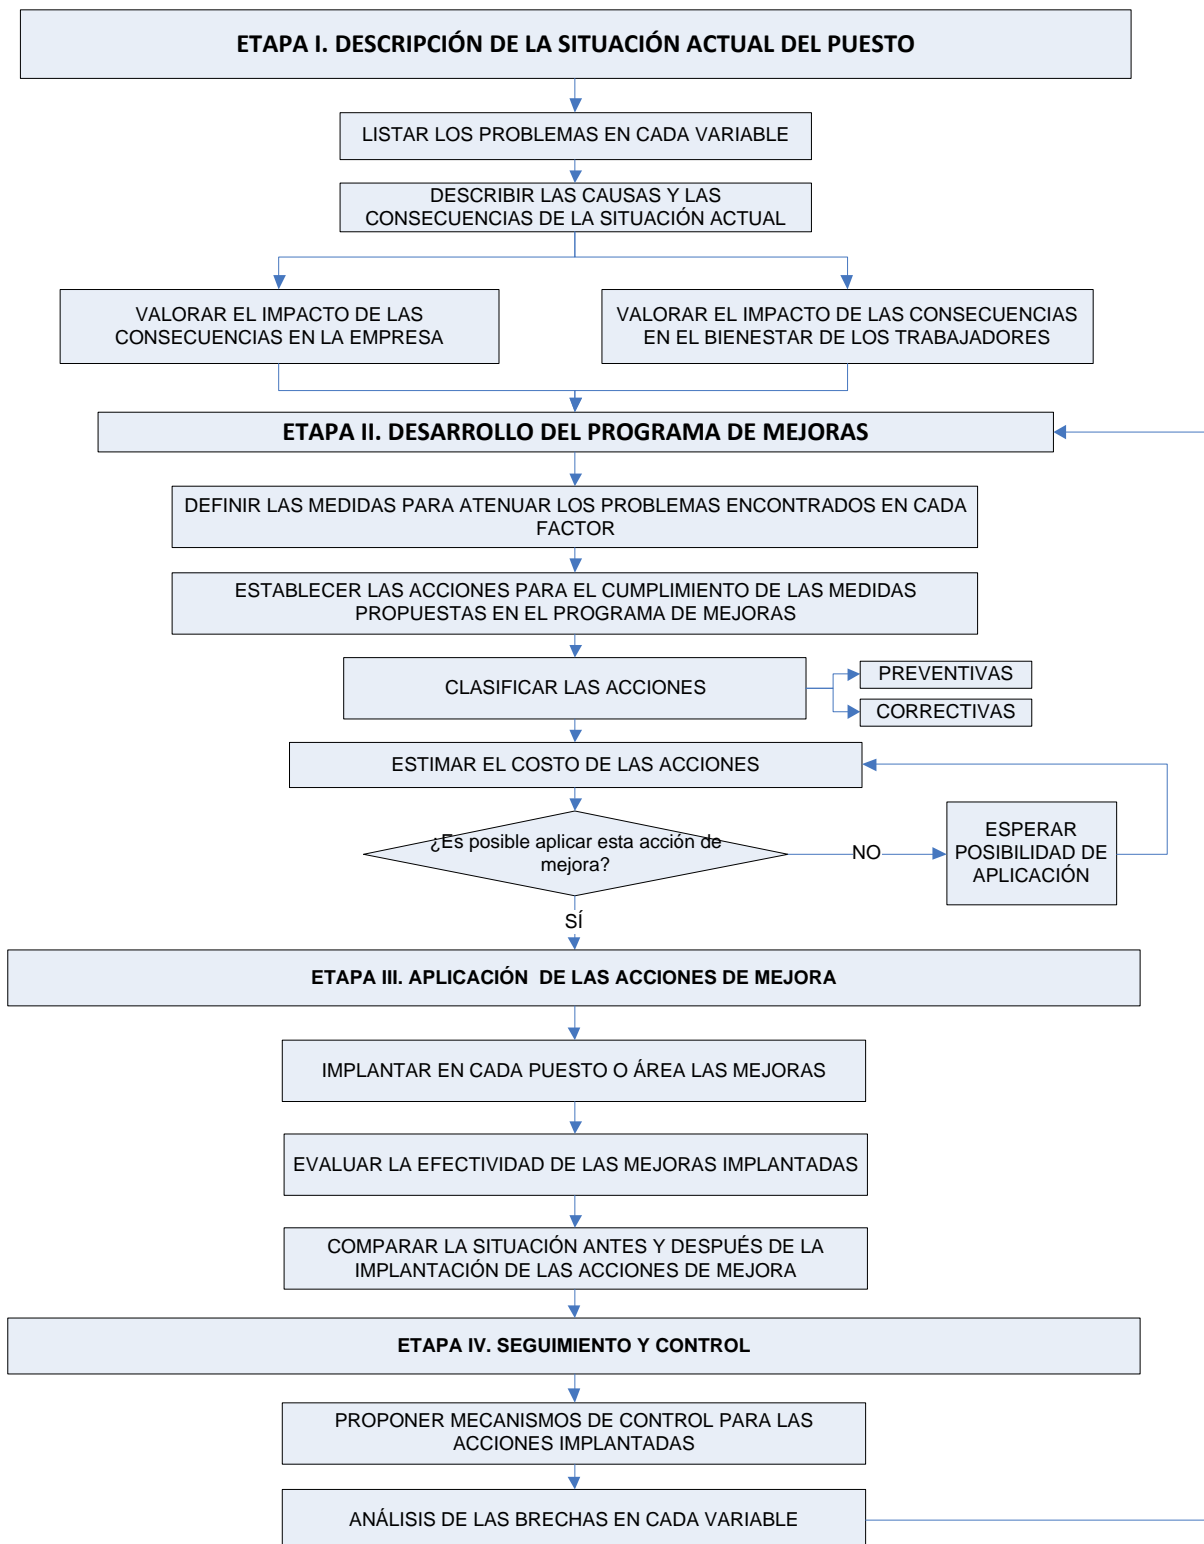 ETAPA I. DESCRIPCIÓN DE LA SITUACIÓN ACTUAL DEL PUESTO
LISTAR LOS PROBLEMAS EN CADA VARIABLE
DESCRIBIR LAS CAUSAS Y LAS
CONSECUENCIAS DE LA SITUACIÓN ACTUAL
VALORAR EL IMPACTO DE LAS
CONSECUENCIAS EN LA EMPRESA
VALORAR EL IMPACTO DE LAS CONSECUENCIAS
EN EL BIENESTAR DE LOS TRABAJADORES
ETAPA II. DESARROLLO DEL PROGRAMA DE MEJORAS
DEFINIR LAS MEDIDAS PARA ATENUAR LOS PROBLEMAS ENCONTRADOS EN CADA
FACTOR
ESTABLECER LAS ACCIONES PARA EL CUMPLIMIENTO DE LAS MEDIDAS
PROPUESTAS EN EL PROGRAMA DE MEJORAS
CLASIFICAR LAS ACCIONES
PREVENTIVAS
CORRECTIVAS
ESTIMAR EL COSTO DE LAS ACCIONES
¿Es posible aplicar esta acción de
mejora?
NO
ESPERAR
POSIBILIDAD DE
APLICACIÓN
SÍ
ETAPA III. APLICACIÓN  DE LAS ACCIONES DE MEJORA
IMPLANTAR EN CADA PUESTO O ÁREA LAS MEJORAS
EVALUAR LA EFECTIVIDAD DE LAS MEJORAS IMPLANTADAS
COMPARAR LA SITUACIÓN ANTES Y DESPUÉS DE LA
IMPLANTACIÓN DE LAS ACCIONES DE MEJORA
ETAPA IV. SEGUIMIENTO Y CONTROL
PROPONER MECANISMOS DE CONTROL PARA LAS
ACCIONES IMPLANTADAS
ANÁLISIS DE LAS BRECHAS EN CADA VARIABLE